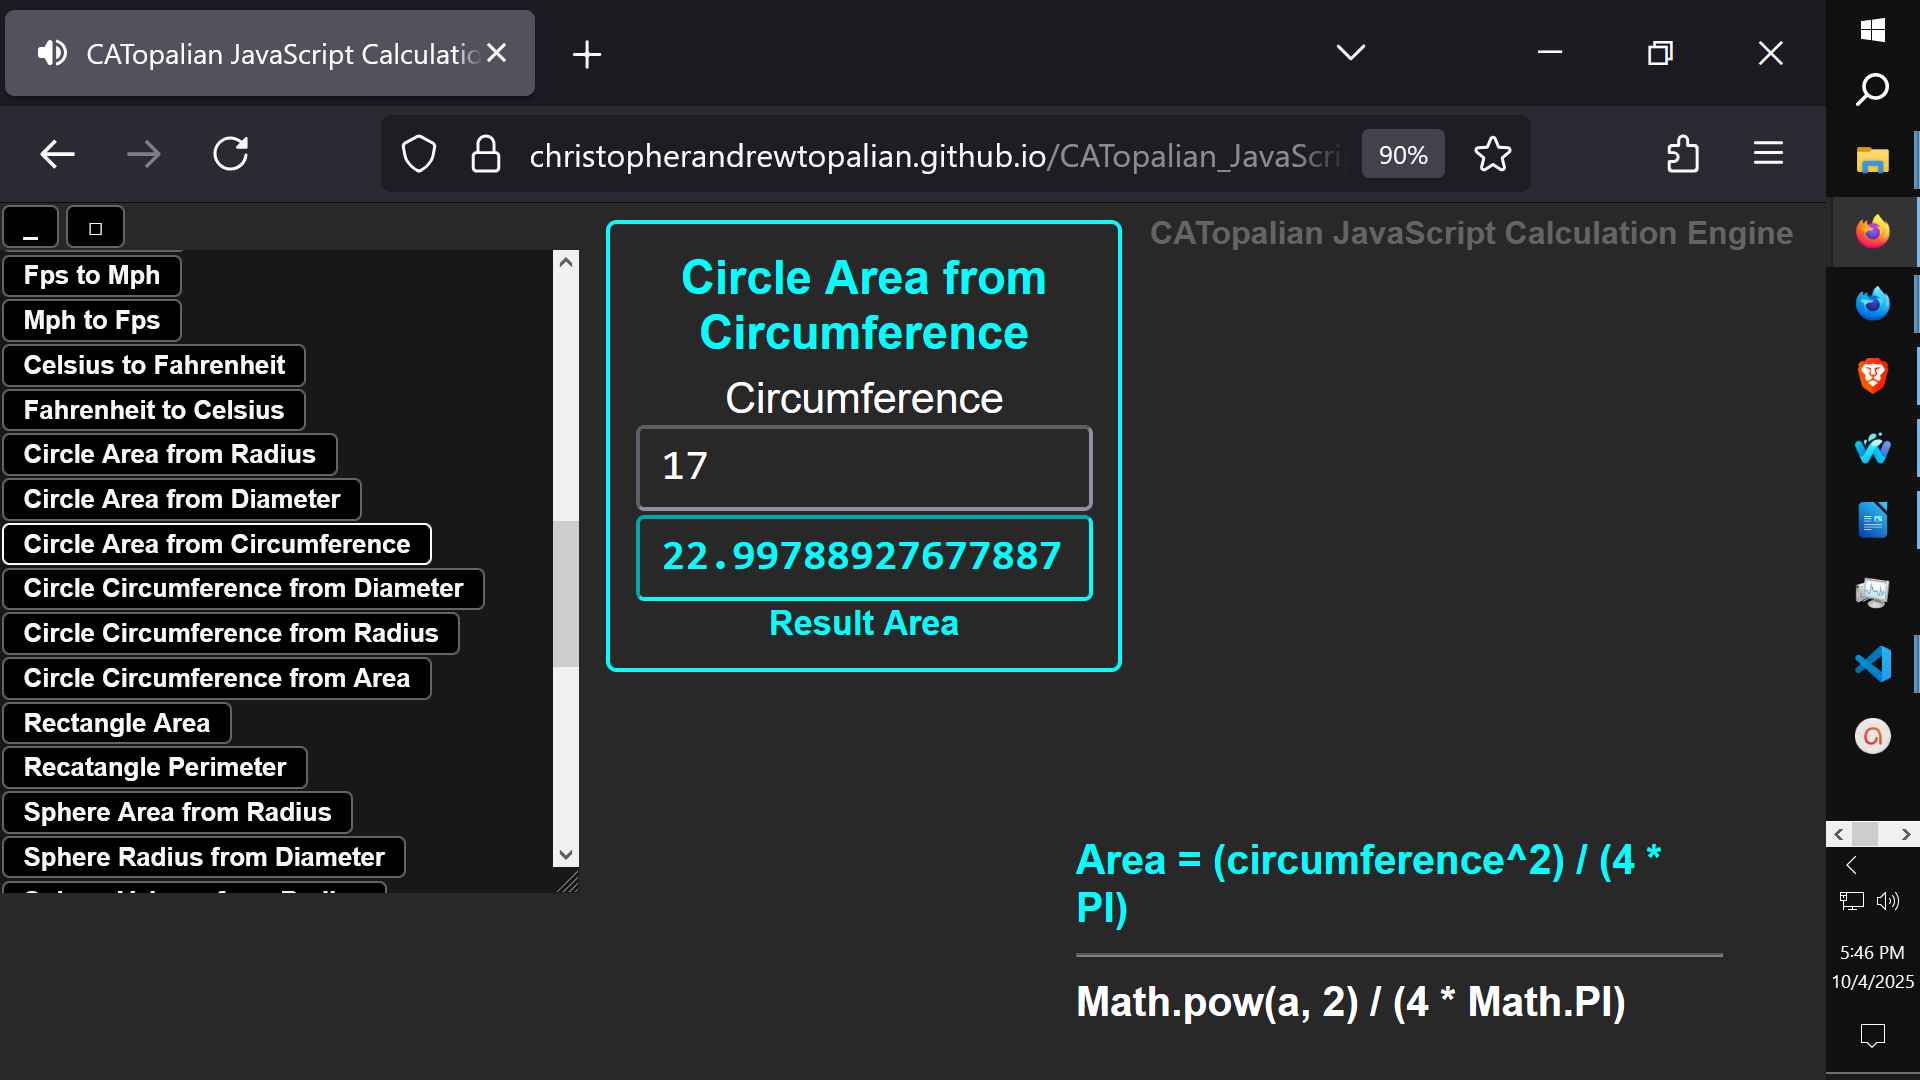 CATopalian JavaScript Calculatio
christopherandrewtopalian.github.io/CATopalian_JavaScri
90%
CATopalian JavaScript Calculation Engine
Fps to Mph
Mph to Fps
Celsius to Fahrenheit
Fahrenheit to Celsius
Circle Area from Radius
Circle Area from Diameter
Circle Area from Circumference
Circle Circumference from Diameter
Circle Circumference from Radius
Circle Circumference from Area
Rectangle Area
Recatangle Perimeter
Sphere Area from Radius
Sphere Radius from Diameter
Circle Area from
Circumference
Circumference
17
22.99788927677887
Result Area
Area = (circumference^2) / (4 *
PI)
Math.pow(a, 2) / (4 * Math.PI)
5:46 PM
10/4/2025